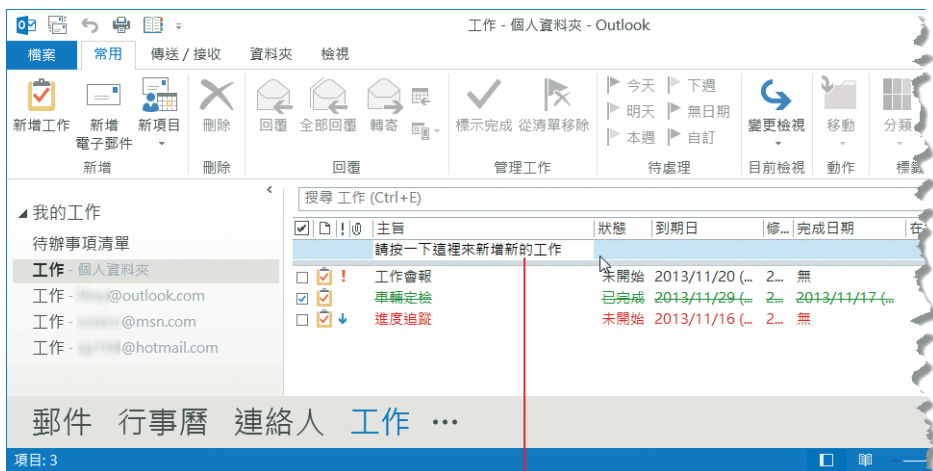 工作 - 個人資料夾 - Outlook
檔案 常用 傳送 / 接收 資料夾 檢視
新增工作 新增 電子郵件 新項目 刪除 回覆 全部回覆 轉寄 標示完成 從清單移除 今天 下週 明天 無日期 本週 自訂 變更檢視 移動 分類
新增 刪除 回覆 管理工作 待處理 目前檢視 動作 標籤
搜尋 工作 (Ctrl+E)
我的工作
待辦事項清單
工作 - 個人資料夾
工作 - @outlook.com
工作 - @msn.com
工作 - @hotmail.com
主旨 狀態 到期日 修... 完成日期 在
請按一下這裡來新增新的工作
! 工作會報 未開始 2013/11/20 (... 2... 無
車輛定檢 已完成 2013/11/29 (... 2... 2013/11/17 (...
進度追蹤 未開始 2013/11/16 (... 2... 無
郵件 行事曆 連絡人 工作 •••
項目: 3